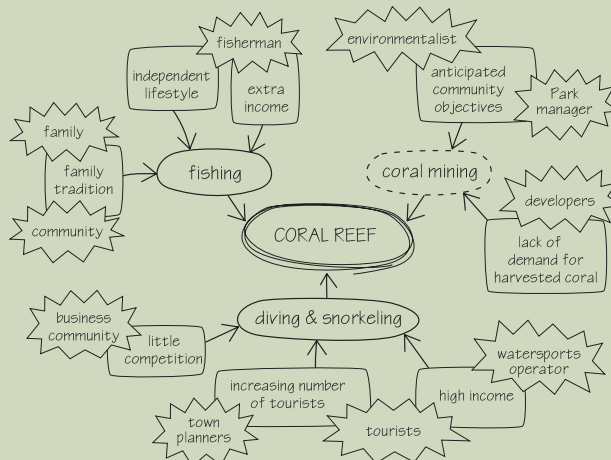 fisherman
independent
lifestyle
extra
income
environmentalist
anticipated
community
objectives
Park
manager
family
family
tradition
community
fishing
coral mining
developers
lack of
demand for
harvested coral
CORAL REEF
business
community
little
competition
diving & snorkeling
watersports
operator
increasing number
of tourists
high income
town
planners
tourists